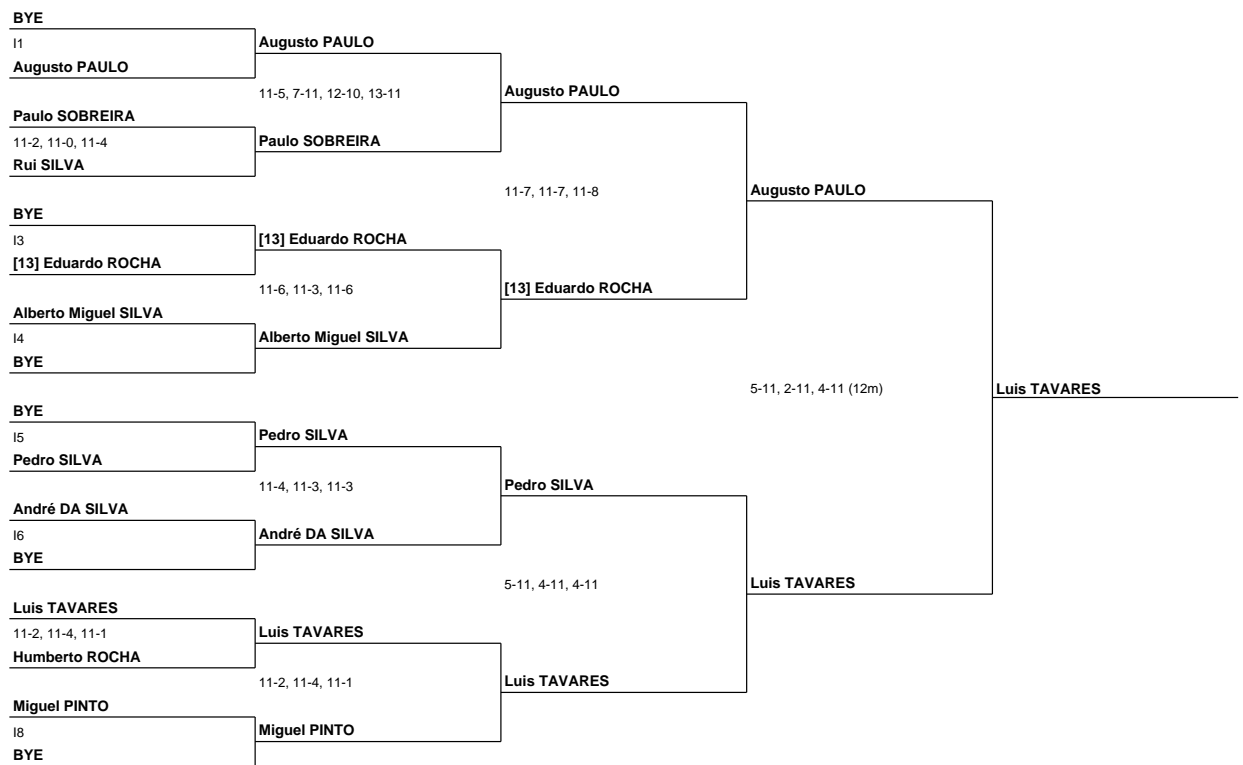 BYE
I1
Augusto PAULO
Augusto PAULO
11-5, 7-11, 12-10, 13-11
Augusto PAULO
Paulo SOBREIRA
11-2, 11-0, 11-4
Paulo SOBREIRA
Rui SILVA
11-7, 11-7, 11-8
Augusto PAULO
BYE
I3
[13] Eduardo ROCHA
[13] Eduardo ROCHA
11-6, 11-3, 11-6
[13] Eduardo ROCHA
Alberto Miguel SILVA
I4
Alberto Miguel SILVA
BYE
5-11, 2-11, 4-11 (12m)
Luis TAVARES
BYE
I5
Pedro SILVA
Pedro SILVA
11-4, 11-3, 11-3
Pedro SILVA
André DA SILVA
I6
André DA SILVA
BYE
5-11, 4-11, 4-11
Luis TAVARES
Luis TAVARES
11-2, 11-4, 11-1
Luis TAVARES
Humberto ROCHA
11-2, 11-4, 11-1
Luis TAVARES
Miguel PINTO
I8
Miguel PINTO
BYE